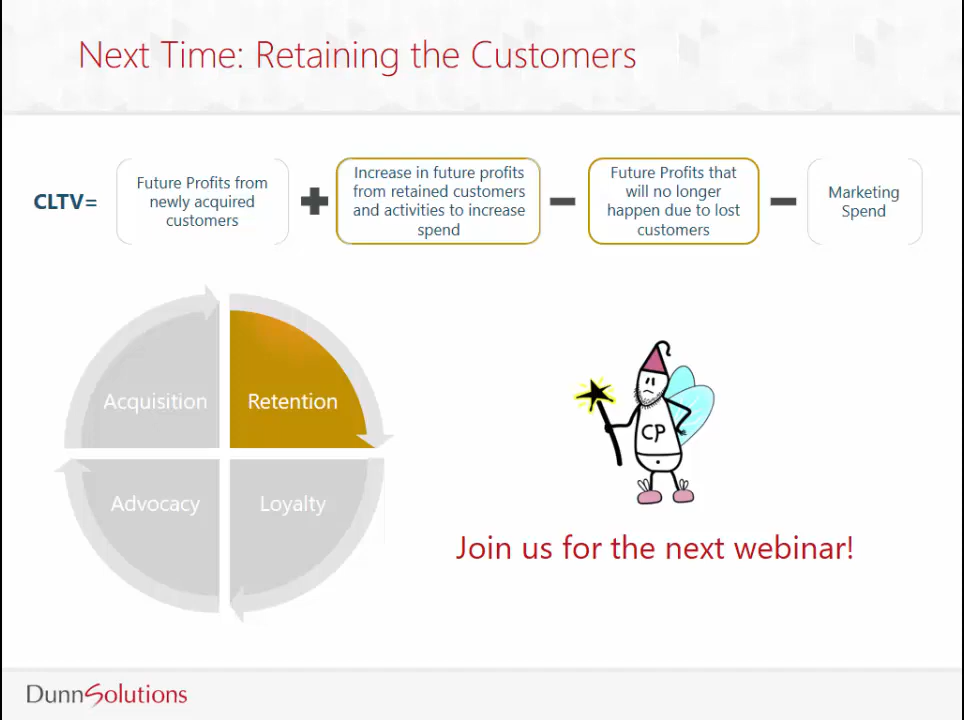 Next Time: Retaining the Customers
CLTV=
Future Profits from
newly acquired
customers
+
Increase in future profits
from retained customers
and activities to increase
spend
−
Future Profits that
will no longer
happen due to lost
customers
−
Marketing
Spend
Acquisition
Retention
Advocacy
Loyalty
CP
Join us for the next webinar!
DunnSolutions